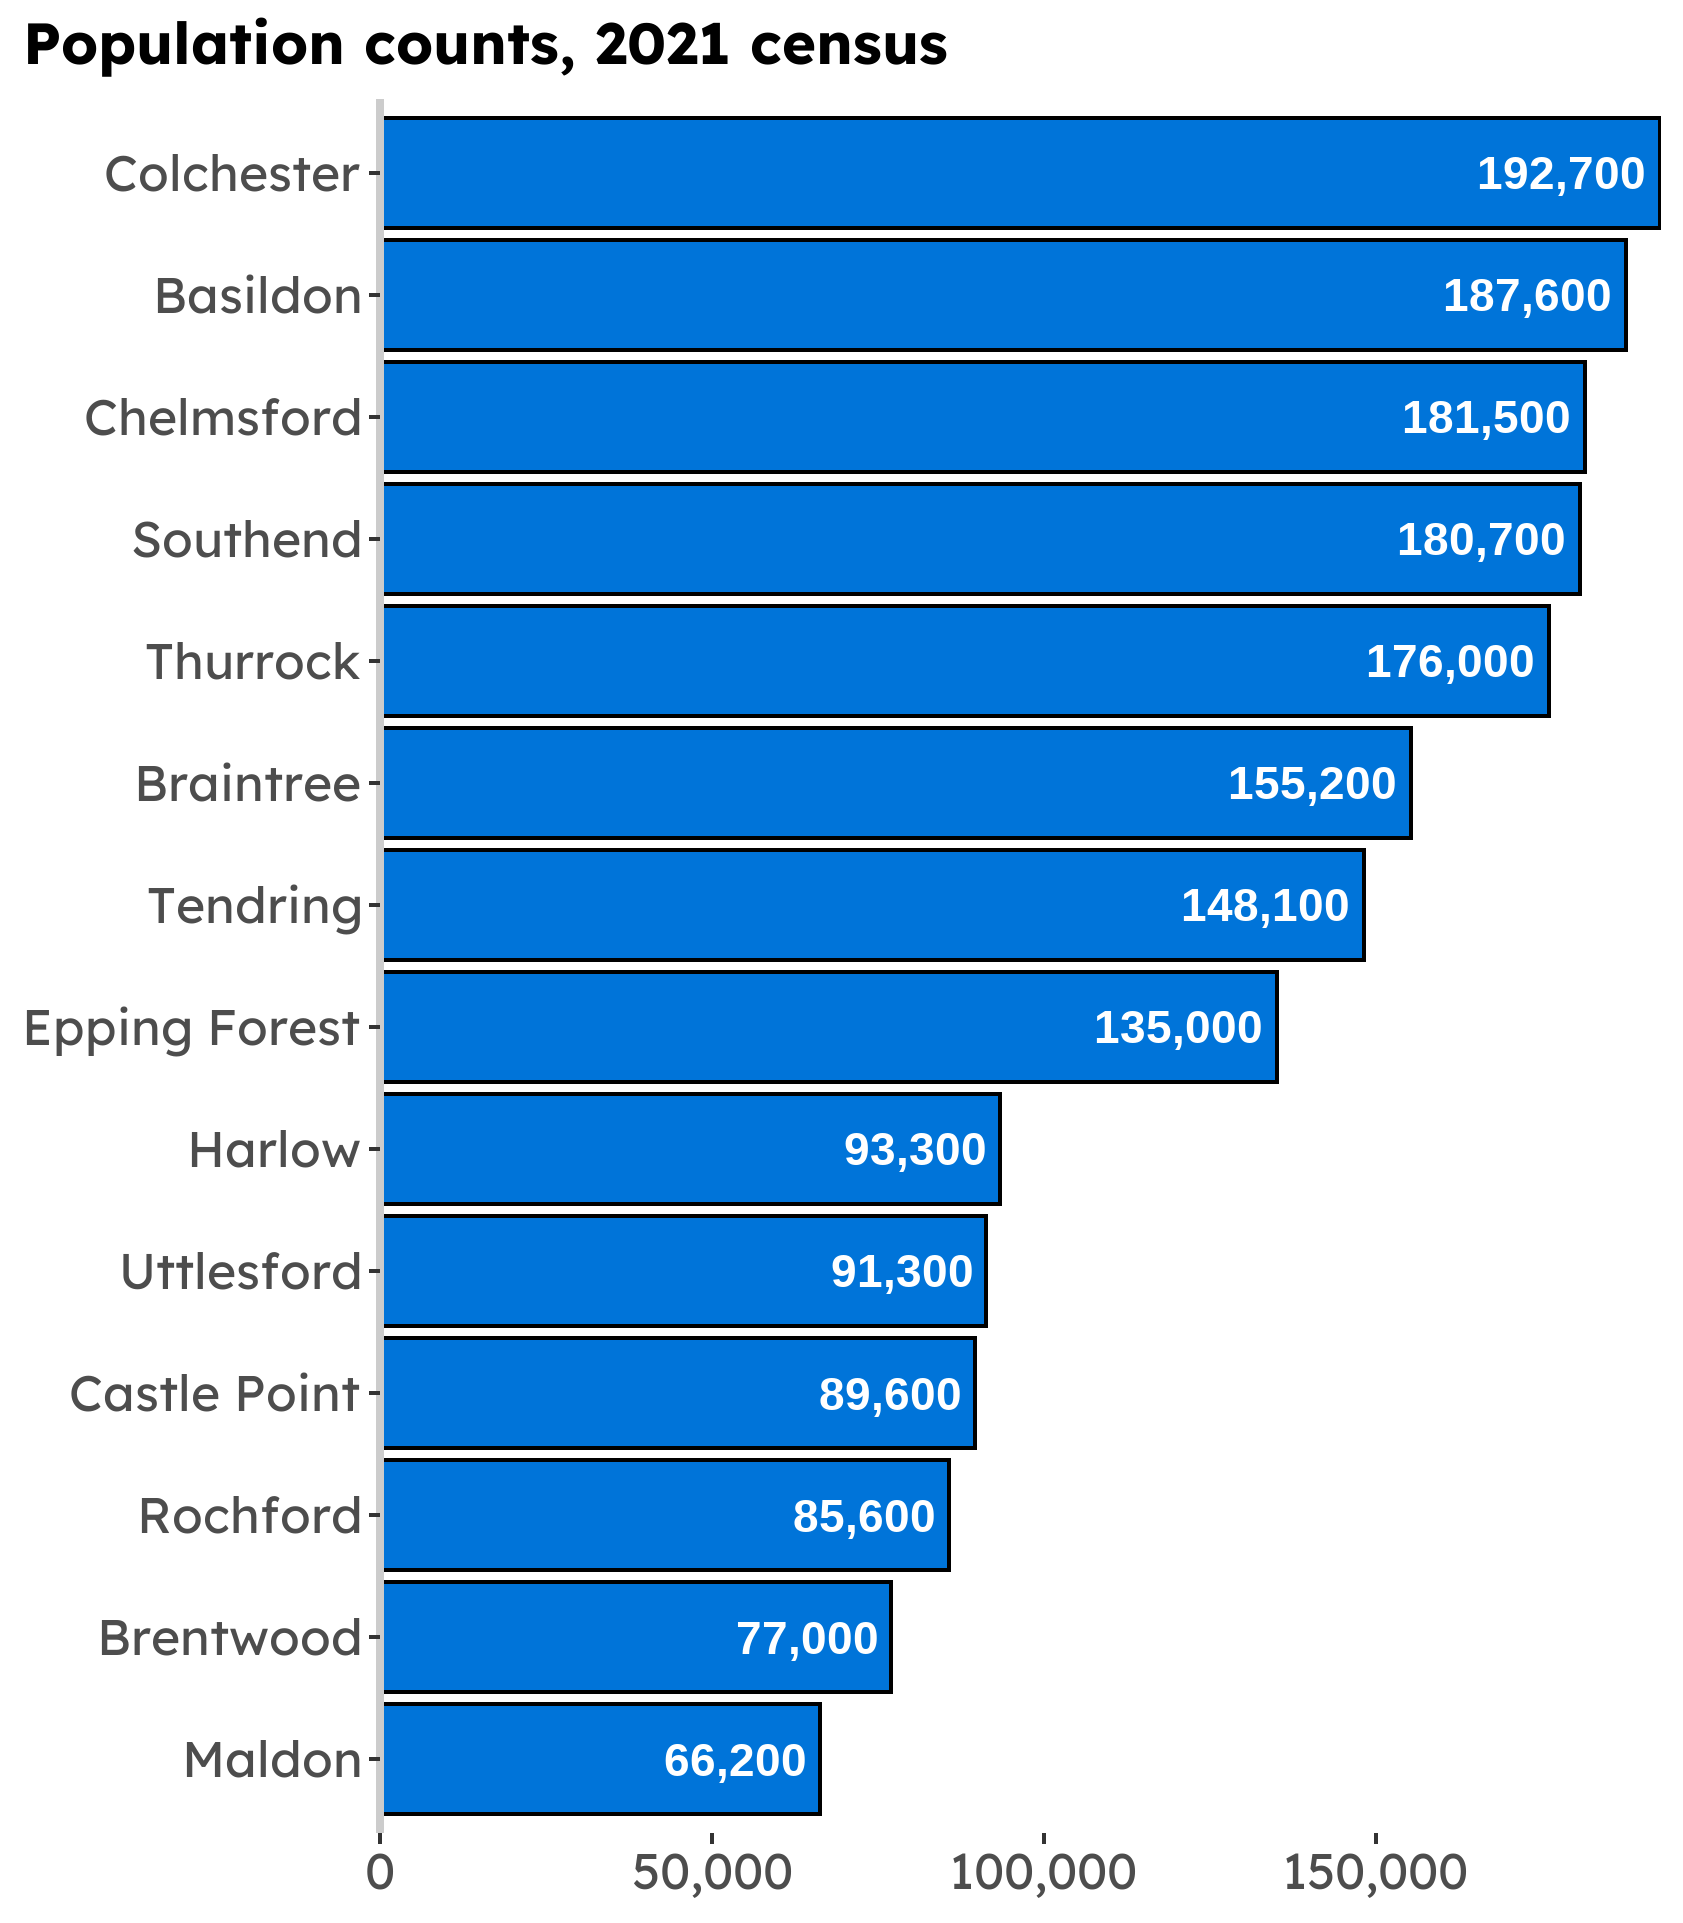 Population counts, 2021 census
Colchester 192,700
Basildon 187,600
Chelmsford 181,500
Southend 180,700
Thurrock 176,000
Braintree 155,200
Tendring 148,100
Epping Forest 135,000
Harlow 93,300
Uttlesford 91,300
Castle Point 89,600
Rochford 85,600
Brentwood 77,000
Maldon 66,200
0 50,000 100,000 150,000